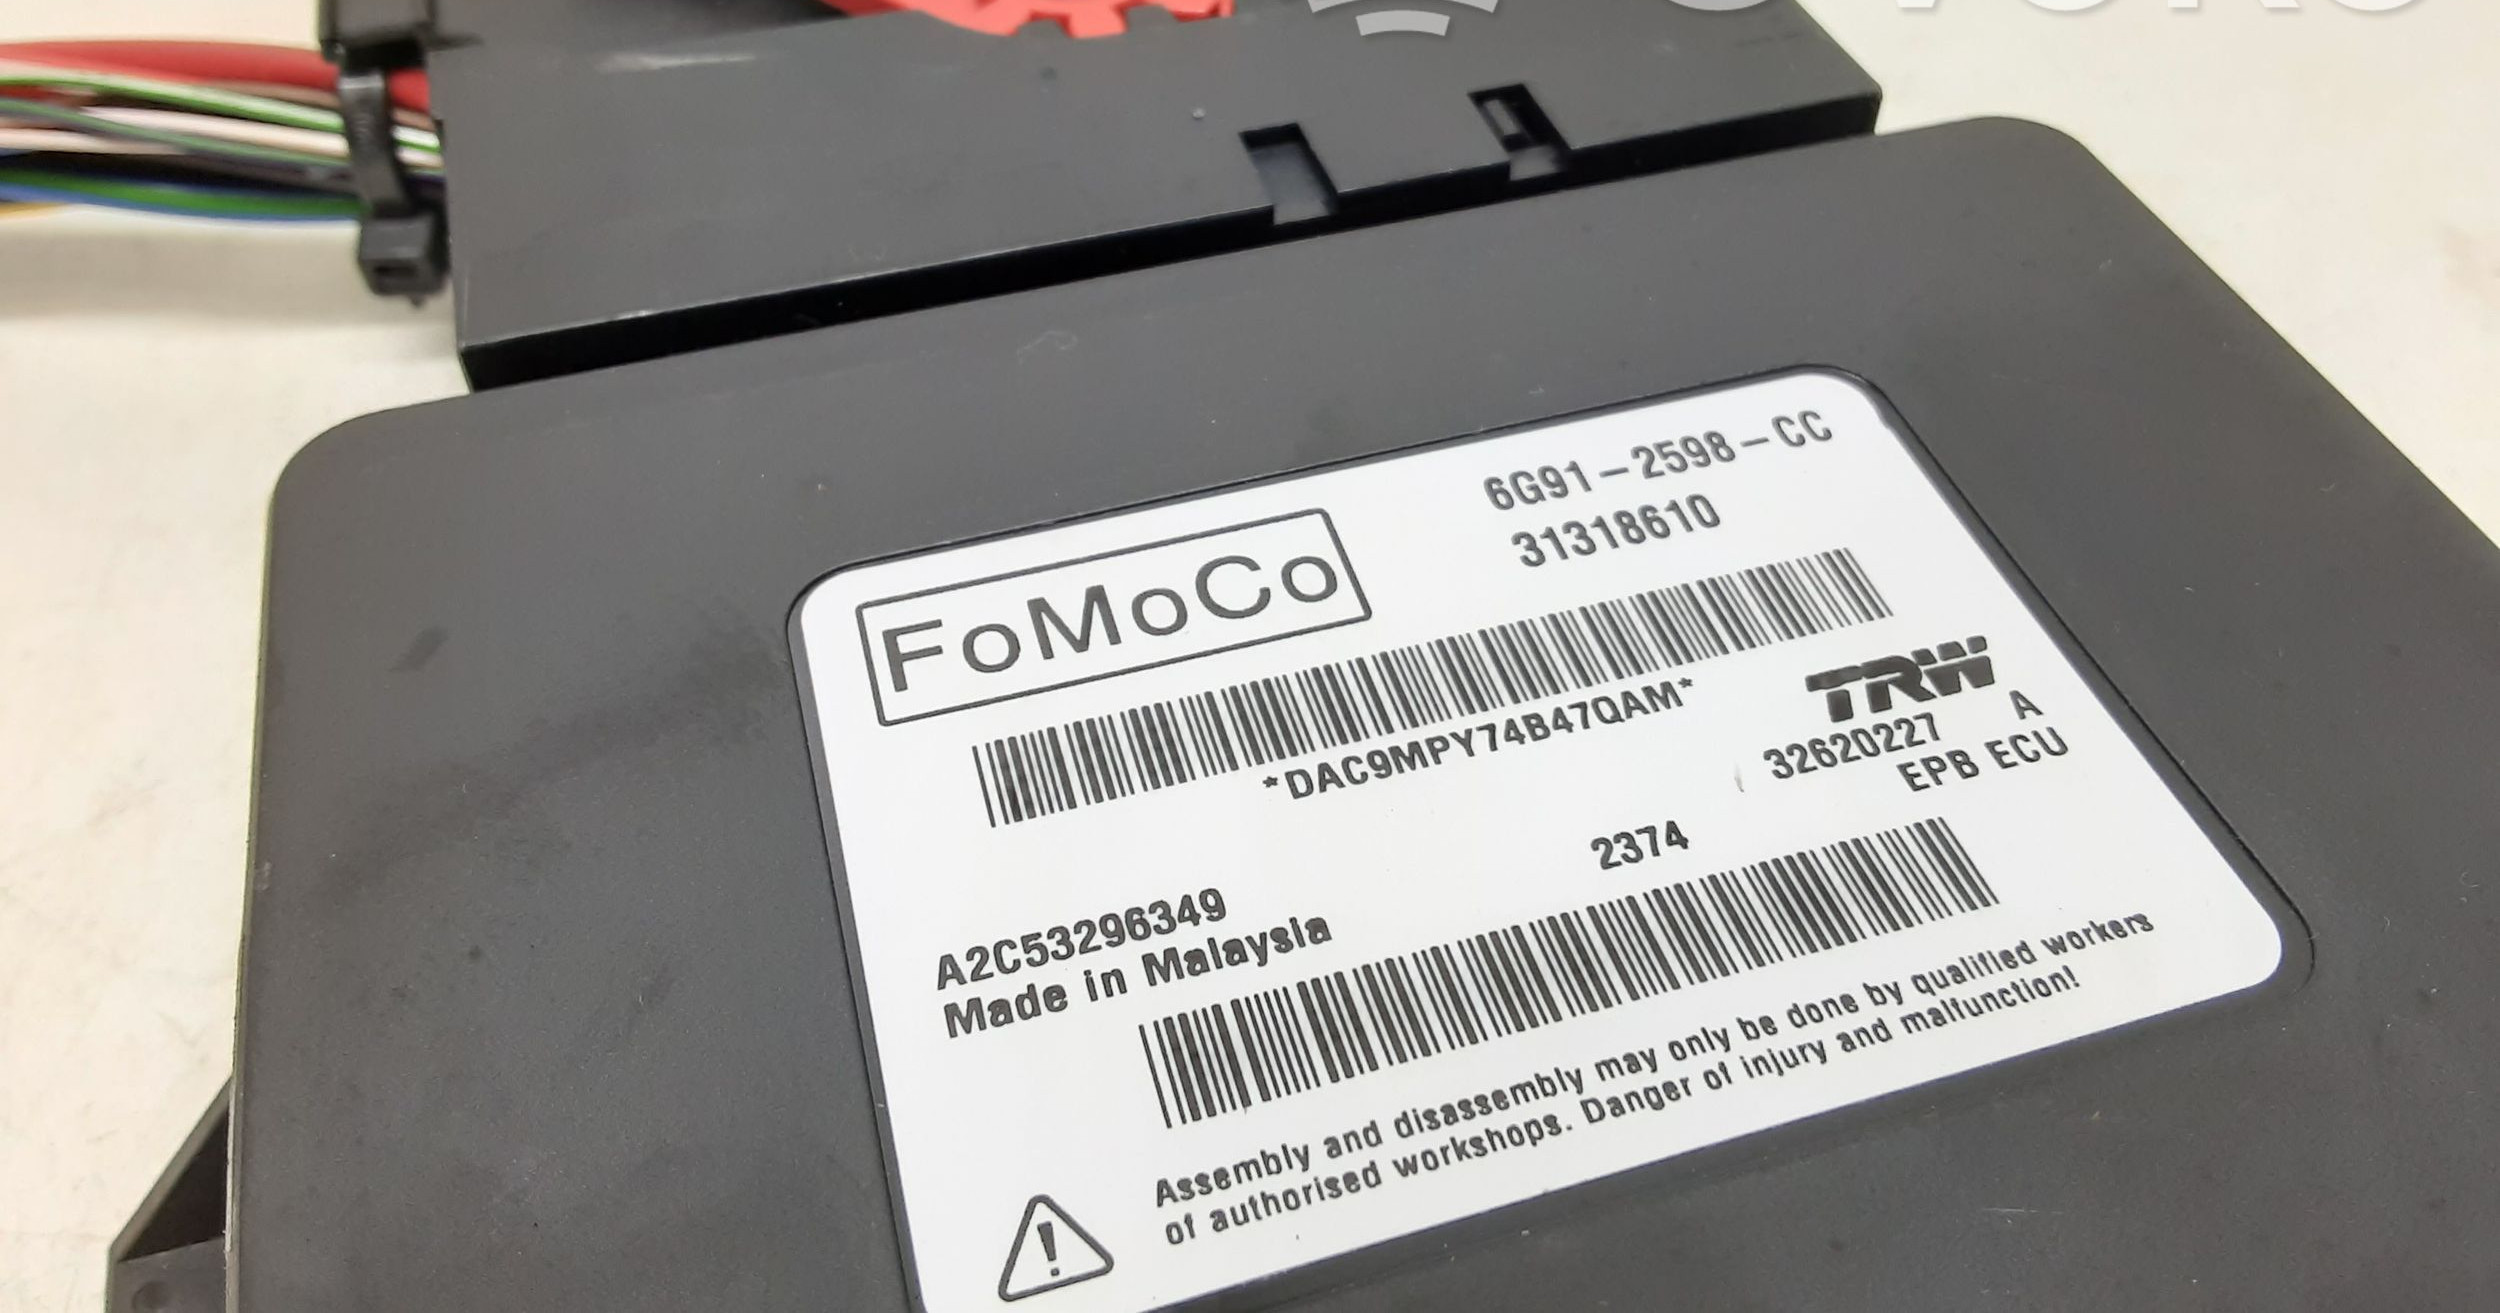 6G91-2598-CC
31318610
FoMoCo
*DAC9MPY74B47QAM*
TRW
32620227 A
EPB ECU
2374
A2C53296349
Made in Malaysia
Assembly and disassembly may only be done by qualified workers
of authorised workshops. Danger of injury and malfunction!